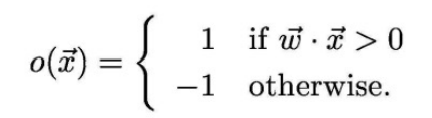 o(x⃗) = { 1 if w⃗ · x⃗ > 0
−1 otherwise.